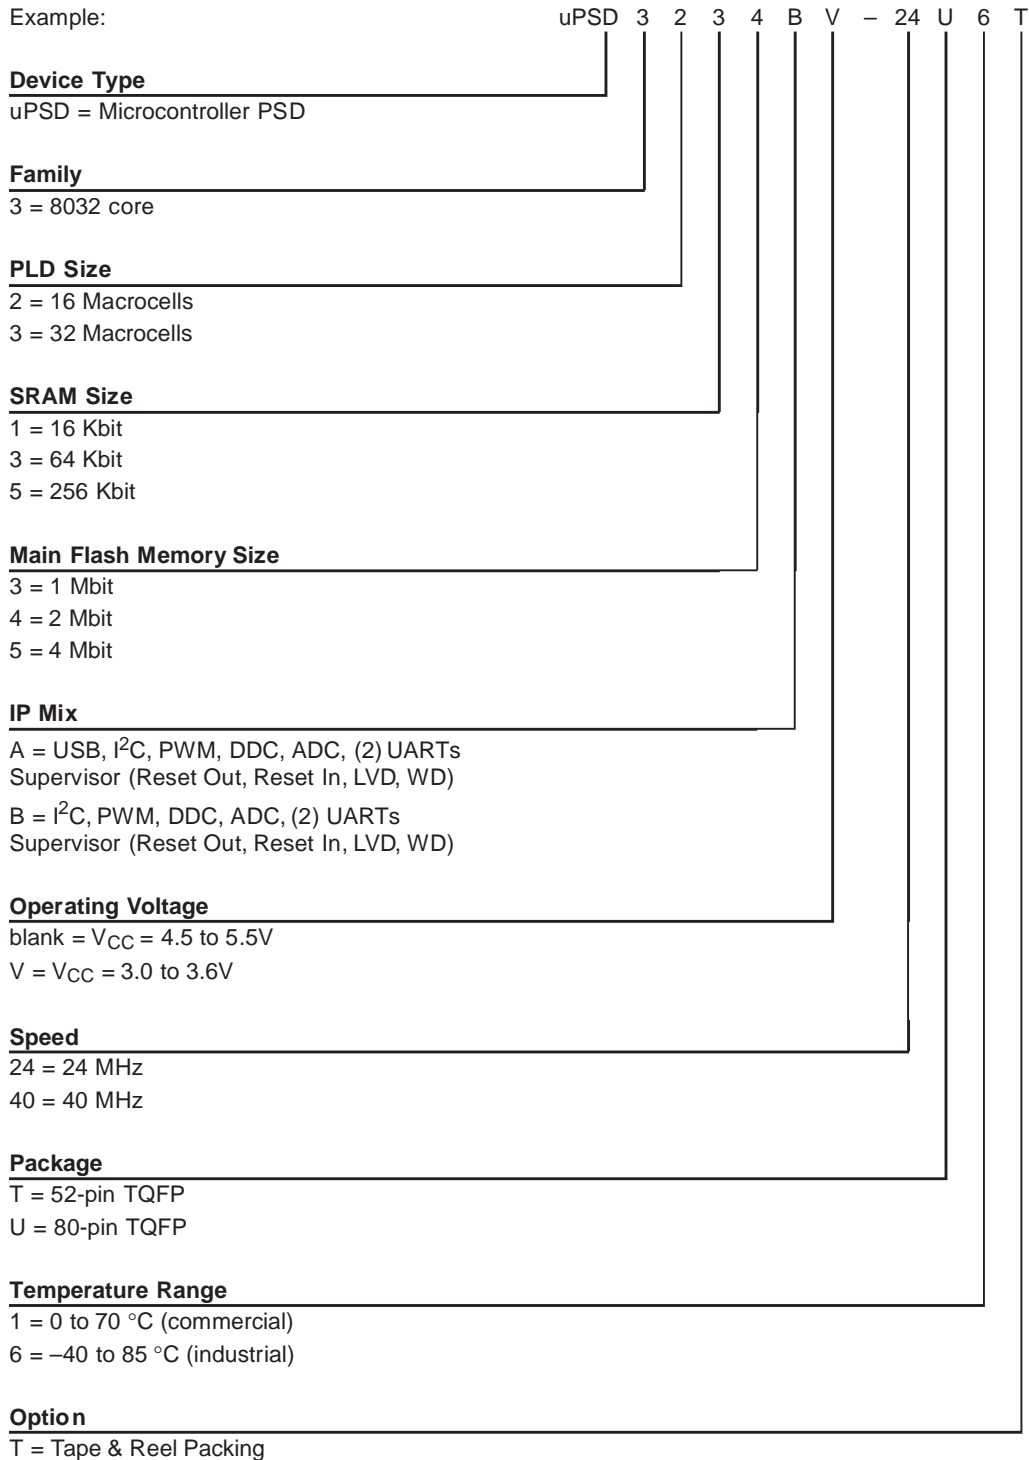 Example: uPSD 3 2 3 4 B V – 24 U 6 T
Device Type
uPSD = Microcontroller PSD
Family
3 = 8032 core
PLD Size
2 = 16 Macrocells
3 = 32 Macrocells
SRAM Size
1 = 16 Kbit
3 = 64 Kbit
5 = 256 Kbit
Main Flash Memory Size
3 = 1 Mbit
4 = 2 Mbit
5 = 4 Mbit
IP Mix
A = USB, I²C, PWM, DDC, ADC, (2) UARTs
Supervisor (Reset Out, Reset In, LVD, WD)
B = I²C, PWM, DDC, ADC, (2) UARTs
Supervisor (Reset Out, Reset In, LVD, WD)
Operating Voltage
blank = VCC = 4.5 to 5.5V
V = VCC = 3.0 to 3.6V
Speed
24 = 24 MHz
40 = 40 MHz
Package
T = 52-pin TQFP
U = 80-pin TQFP
Temperature Range
1 = 0 to 70 °C (commercial)
6 = –40 to 85 °C (industrial)
Option
T = Tape & Reel Packing